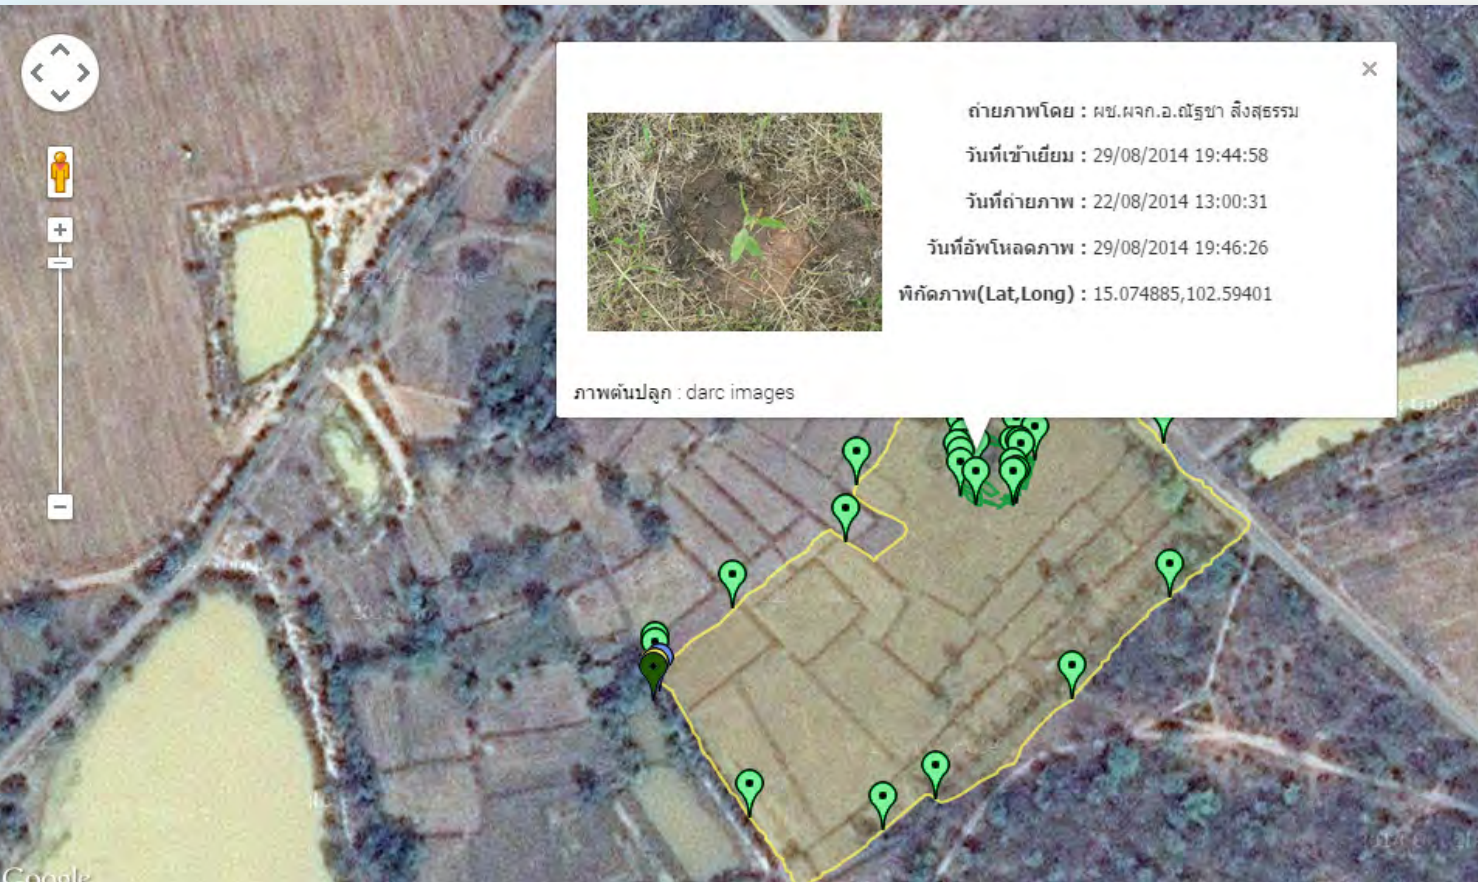 ถ่ายภาพโดย : ผช.ผจก.อ.ณัฐชา สิงสุธรรม
วันที่เข้าเยี่ยม : 29/08/2014 19:44:58
วันที่ถ่ายภาพ : 22/08/2014 13:00:31
วันที่อัพโหลดภาพ : 29/08/2014 19:46:26
พิกัดภาพ(Lat,Long) : 15.074885,102.59401
ภาพต้นปลูก : darc images
Google